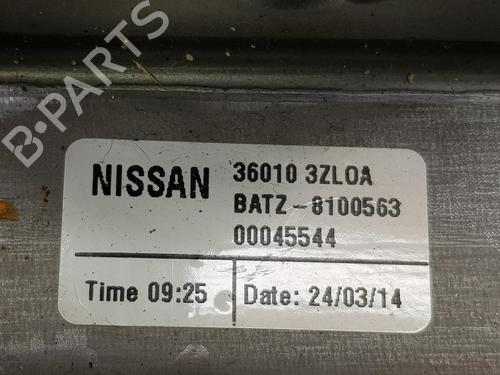 B-PARTS
NISSAN
36010 3ZL0A
BATZ-8100563
00045544
Time 09:25
Date: 24/03/14